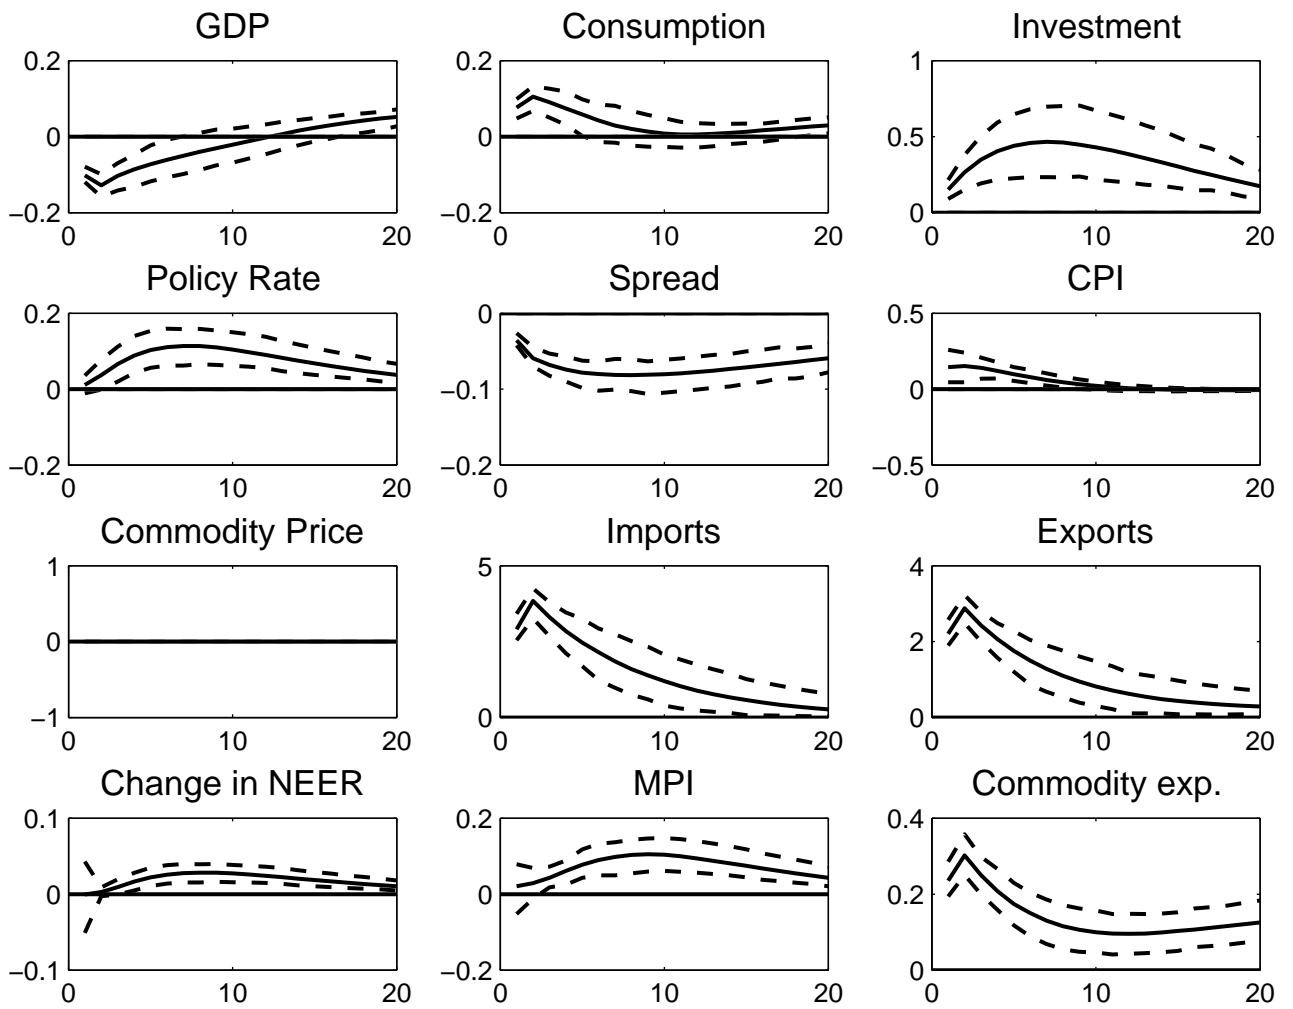 GDP Consumption Investment
0.2 0.2 1
0 0 0.5
−0.2 −0.2 0
0 10 20 0 10 20 0 10 20
Policy Rate Spread CPI
0.2 0 0.5
0 −0.1 0
−0.2 −0.2 −0.5
0 10 20 0 10 20 0 10 20
Commodity Price Imports Exports
1 5 4
0 2
−1 0 0
0 10 20 0 10 20 0 10 20
Change in NEER MPI Commodity exp.
0.1 0.2 0.4
0 0 0.2
−0.1 −0.2 0
0 10 20 0 10 20 0 10 20